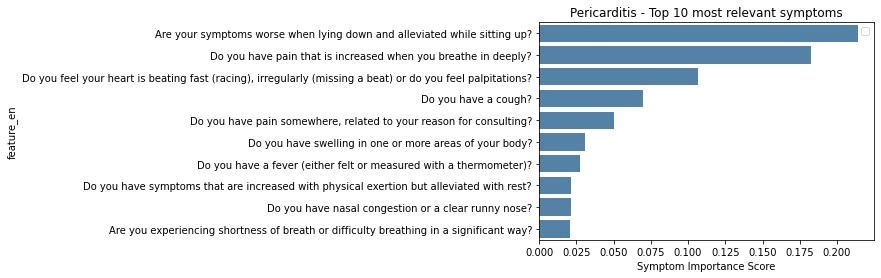 Pericarditis - Top 10 most relevant symptoms
feature_en
Are your symptoms worse when lying down and alleviated while sitting up?
Do you have pain that is increased when you breathe in deeply?
Do you feel your heart is beating fast (racing), irregularly (missing a beat) or do you feel palpitations?
Do you have a cough?
Do you have pain somewhere, related to your reason for consulting?
Do you have swelling in one or more areas of your body?
Do you have a fever (either felt or measured with a thermometer)?
Do you have symptoms that are increased with physical exertion but alleviated with rest?
Do you have nasal congestion or a clear runny nose?
Are you experiencing shortness of breath or difficulty breathing in a significant way?
0.000 0.025 0.050 0.075 0.100 0.125 0.150 0.175 0.200
Symptom Importance Score